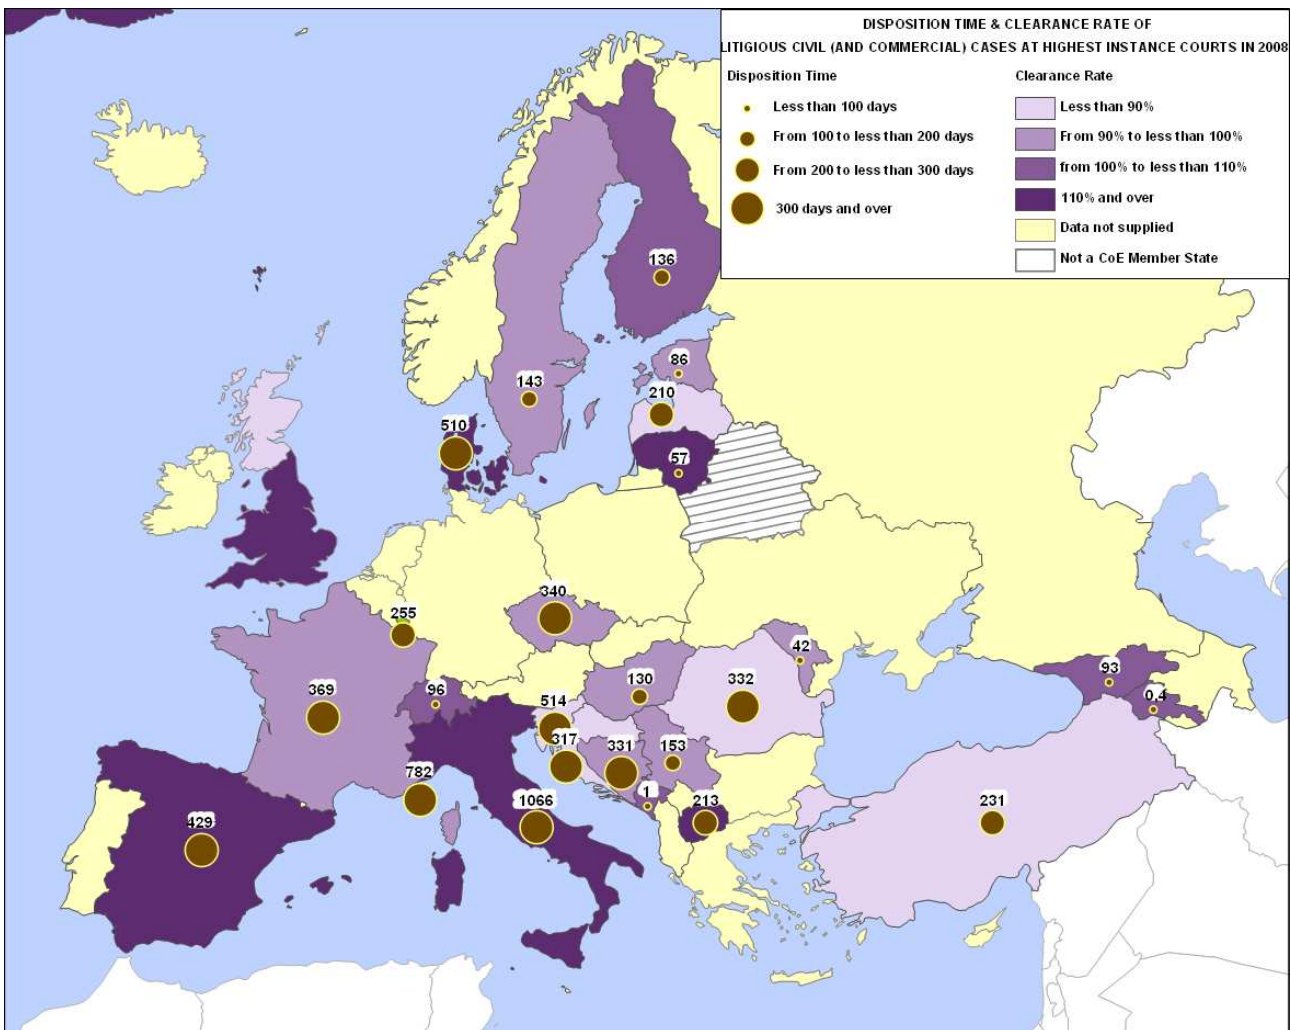 DISPOSITION TIME & CLEARANCE RATE OF
LITIGIOUS CIVIL (AND COMMERCIAL) CASES AT HIGHEST INSTANCE COURTS IN 2008
Disposition Time
Clearance Rate
Less than 100 days
Less than 90%
From 100 to less than 200 days
From 90% to less than 100%
From 200 to less than 300 days
from 100% to less than 110%
300 days and over
110% and over
Data not supplied
Not a CoE Member State
136
86
143
210
510
57
340
255
42
93
96
130
332
369
0,4
514
317
331
153
782
1
1066
213
231
429